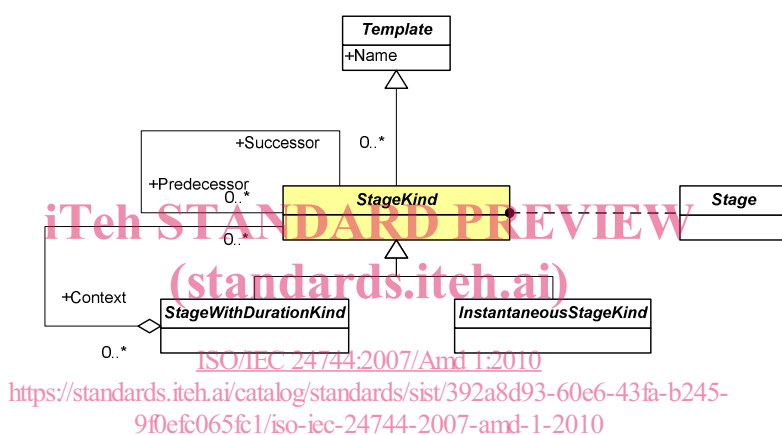 Template
+Name
+Successor
0..*
+Predecessor
0..*
StageKind
Stage
iTeh STANDARD PREVIEW
0..*
(standards.iteh.ai)
+Context
StageWithDurationKind
InstantaneousStageKind
0..*
ISO/IEC 24744:2007/Amd 1:2010
https://standards.iteh.ai/catalog/standards/sist/392a8d93-60e6-43fa-b245-
9f0efc065fc1/iso-iec-24744-2007-amd-1-2010